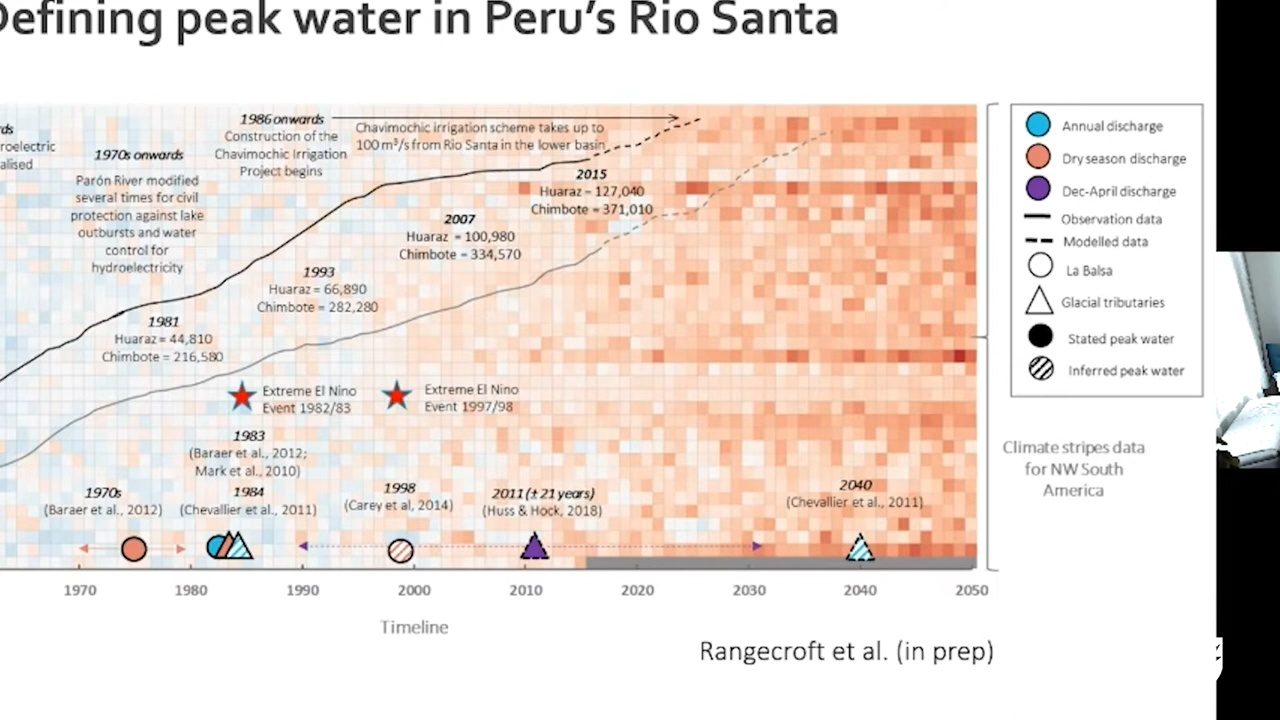 Defining peak water in Peru's Rio Santa
roelectric
alised
1970s onwards
Parón River modified
several times for civil
protection against lake
outbursts and water
control for
hydroelectricity
1986 onwards
Construction of the
Chavimochic Irrigation
Project begins
Chavimochic irrigation scheme takes up to
100 m³/s from Rio Santa in the lower basin
2015
Huaraz = 127,040
Chimbote = 371,010
2007
Huaraz = 100,980
Chimbote = 334,570
1993
Huaraz = 66,890
Chimbote = 282,280
1981
Huaraz = 44,810
Chimbote = 216,580
Extreme El Nino
Event 1982/83
Extreme El Nino
Event 1997/98
1983
(Baraer et al., 2012;
Mark et al., 2010)
1970s
(Baraer et al., 2012)
1984
(Chevallier et al., 2011)
1998
(Carey et al, 2014)
2011 (± 21 years)
(Huss & Hock, 2018)
2040
(Chevallier et al., 2011)
1970 1980 1990 2000 2010 2020 2030 2040 2050
Timeline
Annual discharge
Dry season discharge
Dec-April discharge
Observation data
Modelled data
La Balsa
Glacial tributaries
Stated peak water
Inferred peak water
Climate stripes data
for NW South
America
Rangecroft et al. (in prep)